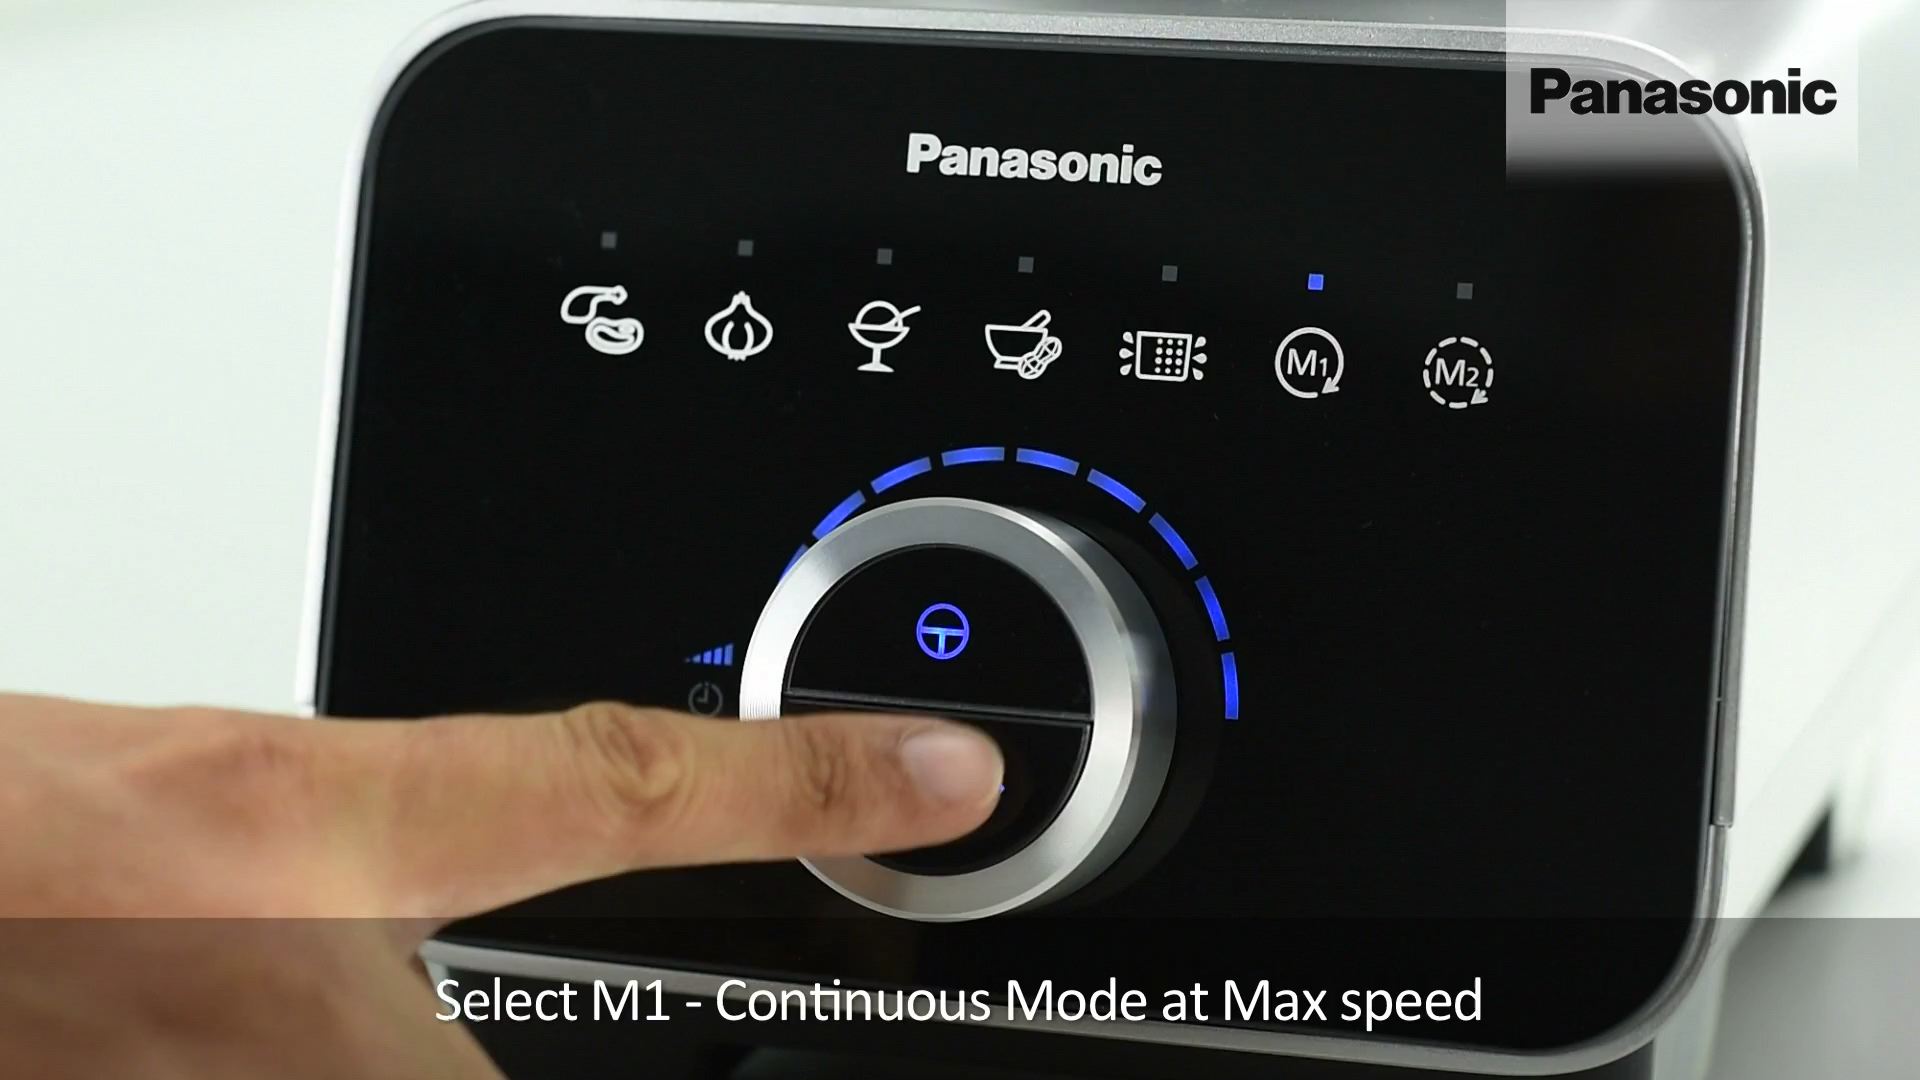 Panasonic
Panasonic
M1
M2
Select M1 - Continuous Mode at Max speed